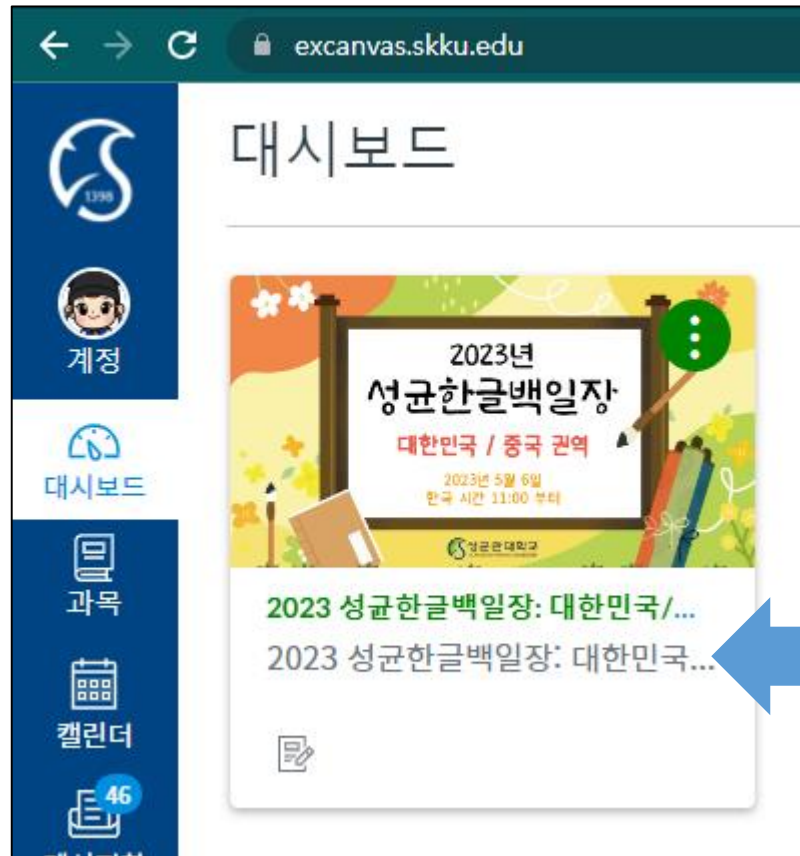 excanvas.skku.edu
1398
대시보드
계정
대시보드
과목
캘린더
46
2023년
성균한글백일장
대한민국 / 중국 권역
2023년 5월 6일
한국 시간 11:00 부터
성균관대학교
2023 성균한글백일장: 대한민국/...
2023 성균한글백일장: 대한민국...